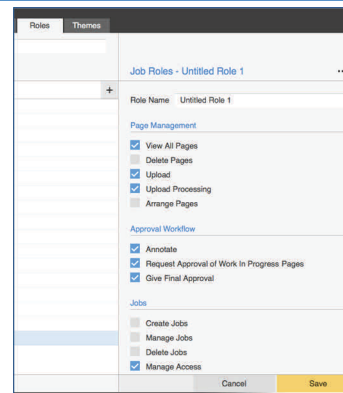 Roles Themes
Job Roles - Untitled Role 1 ...
+
Role Name Untitled Role 1
Page Management
View All Pages
Delete Pages
Upload
Upload Processing
Arrange Pages
Approval Workflow
Annotate
Request Approval of Work In Progress Pages
Give Final Approval
Jobs
Create Jobs
Manage Jobs
Delete Jobs
Manage Access
Cancel Save